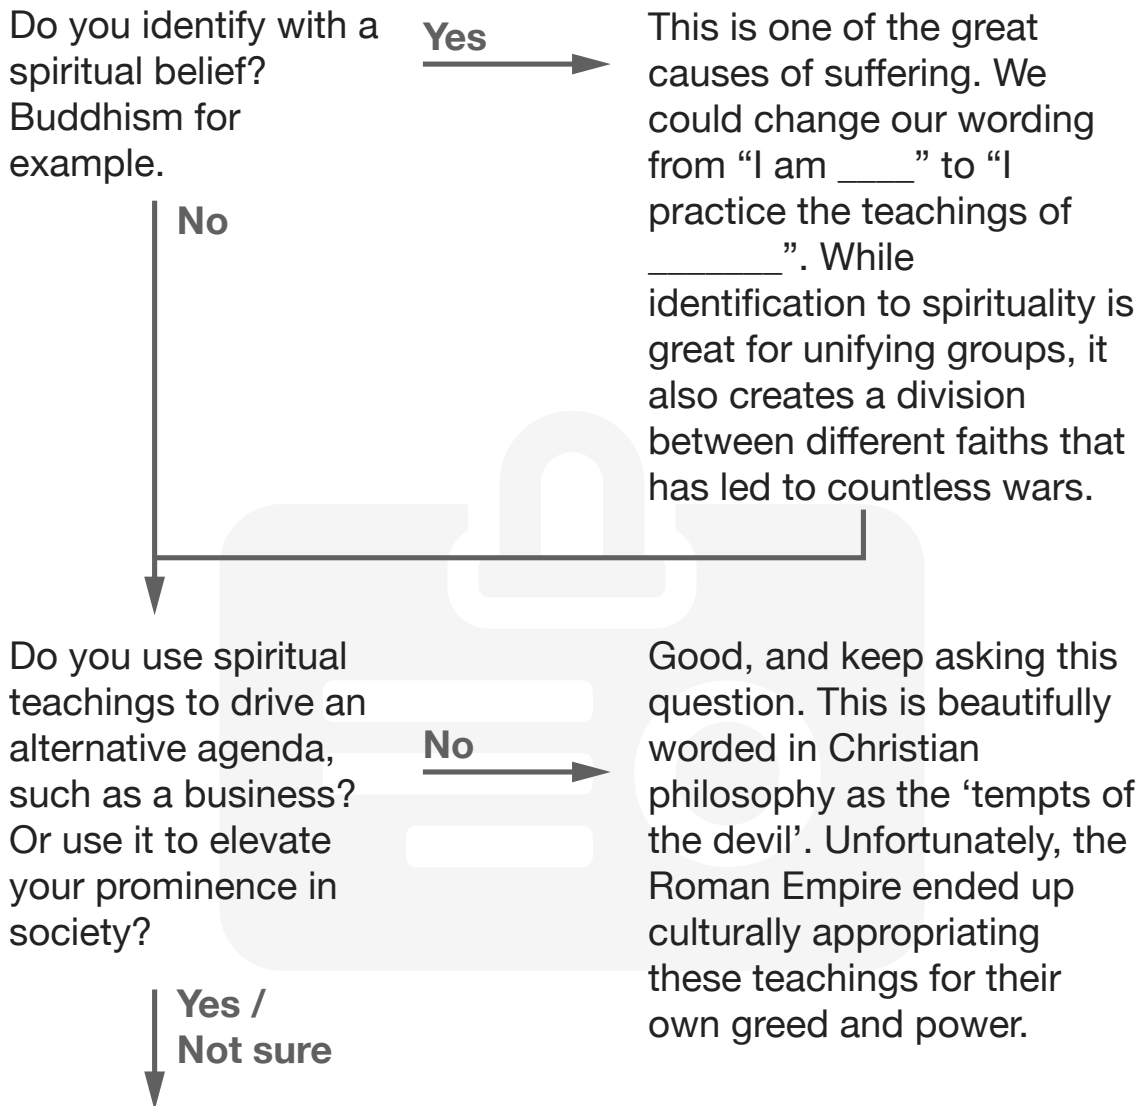 Do you identify with a
spiritual belief?
Buddhism for
example.
Yes
This is one of the great
causes of suffering. We
could change our wording
from “I am ____” to “I
practice the teachings of
_______”. While
identification to spirituality is
great for unifying groups, it
also creates a division
between different faiths that
has led to countless wars.
No
Do you use spiritual
teachings to drive an
alternative agenda,
such as a business?
Or use it to elevate
your prominence in
society?
No
Good, and keep asking this
question. This is beautifully
worded in Christian
philosophy as the ‘tempts of
the devil’. Unfortunately, the
Roman Empire ended up
culturally appropriating
these teachings for their
own greed and power.
Yes /
Not sure